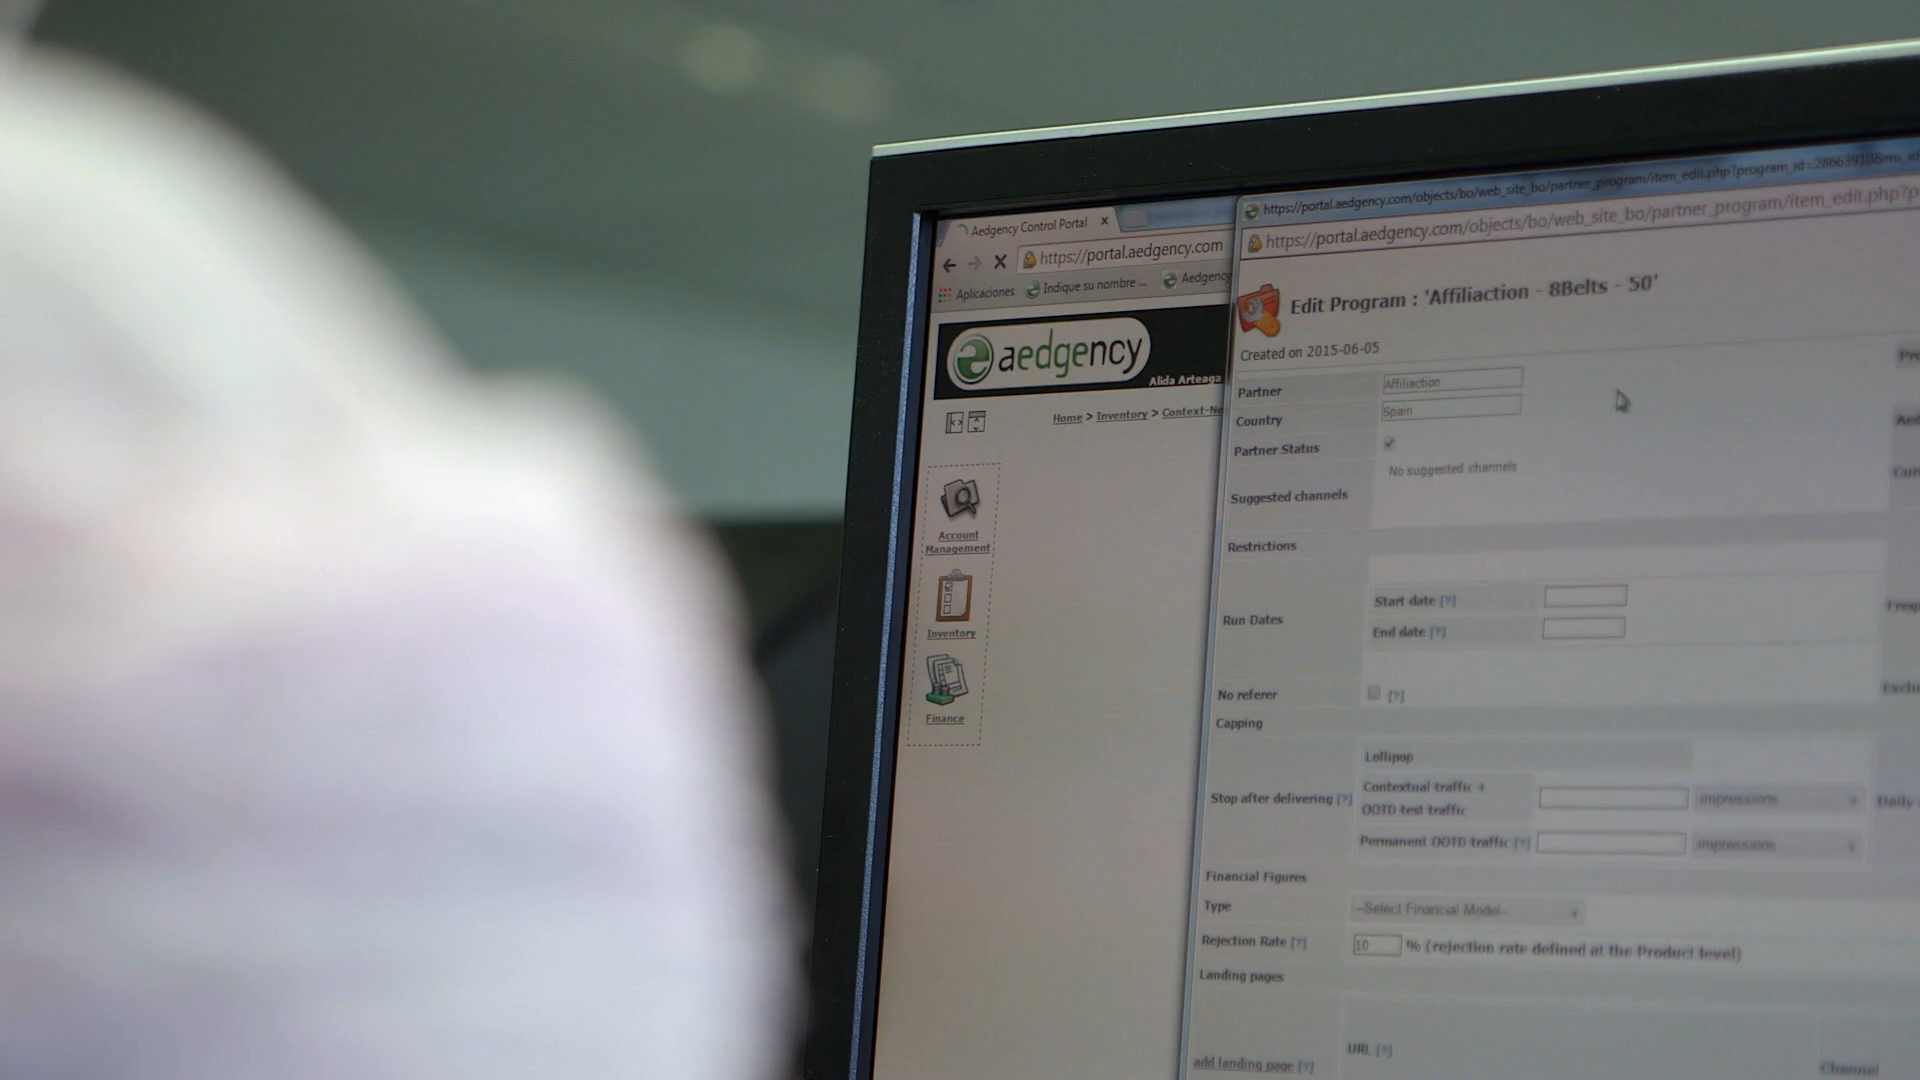 Aedgency Control Portal
https://portal.aedgency.com
Aplicaciones Indique su nombre ... Aedgency
aedgency
Alida Arteaga
Home > Inventory > Context-Ne
Account
Management
Inventory
Finance
https://portal.aedgency.com/objects/bo/web_site_bo/partner_program/item_edit.php?program_id=28663910&ms_id
https://portal.aedgency.com/objects/bo/web_site_bo/partner_program/item_edit.php?p
Edit Program : 'Affiliaction - 8Belts - 50'
Created on 2015-06-05
Partner Affiliaction
Country Spain
Partner Status
No suggested channels
Suggested channels
Restrictions
Run Dates
Start date [?]
End date [?]
No referer [?]
Capping
Stop after delivering [?]
Lollipop
Contextual traffic +
OOTD test traffic
impressions
Daily
Permanent OOTD traffic [?] impressions
Financial Figures
Type --Select Financial Model--
Rejection Rate [?] 10 % (rejection rate defined at the Product level)
Landing pages
URL [?]
add landing page [?]
Channel